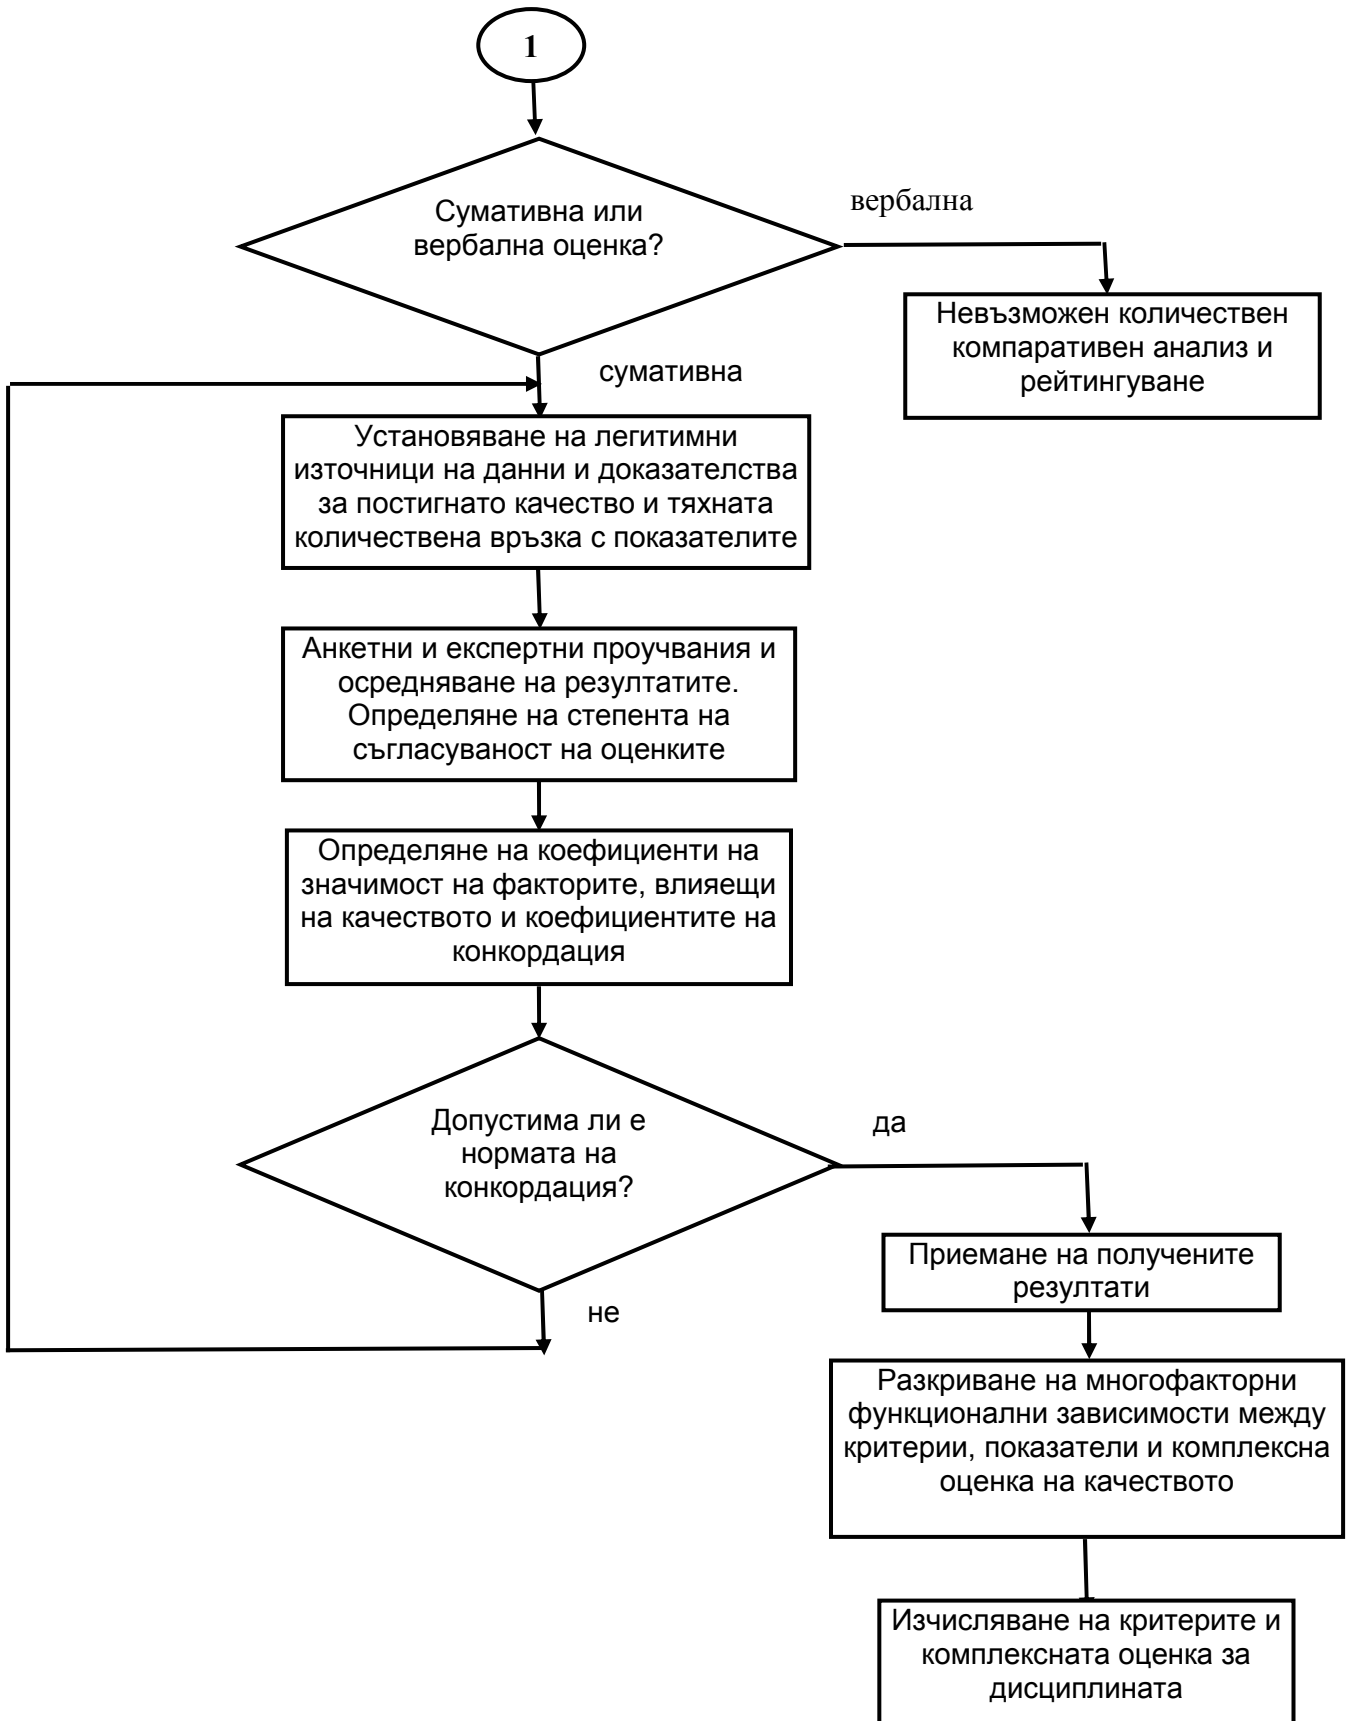 1
Сумативна или
вербална оценка?
вербална
Невъзможен количествен
компаративен анализ и
рейтингуване
сумативна
Установяване на легитимни
източници на данни и доказателства
за постигнато качество и тяхната
количествена връзка с показателите
Анкетни и експертни проучвания и
осредняване на резултатите.
Определяне на степента на
съгласуваност на оценките
Определяне на коефициенти на
значимост на факторите, влияещи
на качеството и коефициентите на
конкордация
Допустима ли е
нормата на
конкордация?
да
Приемане на получените
резултати
не
Разкриване на многофакторни
функционални зависимости между
критерии, показатели и комплексна
оценка на качеството
Изчисляване на критерите и
комплексната оценка за
дисциплината